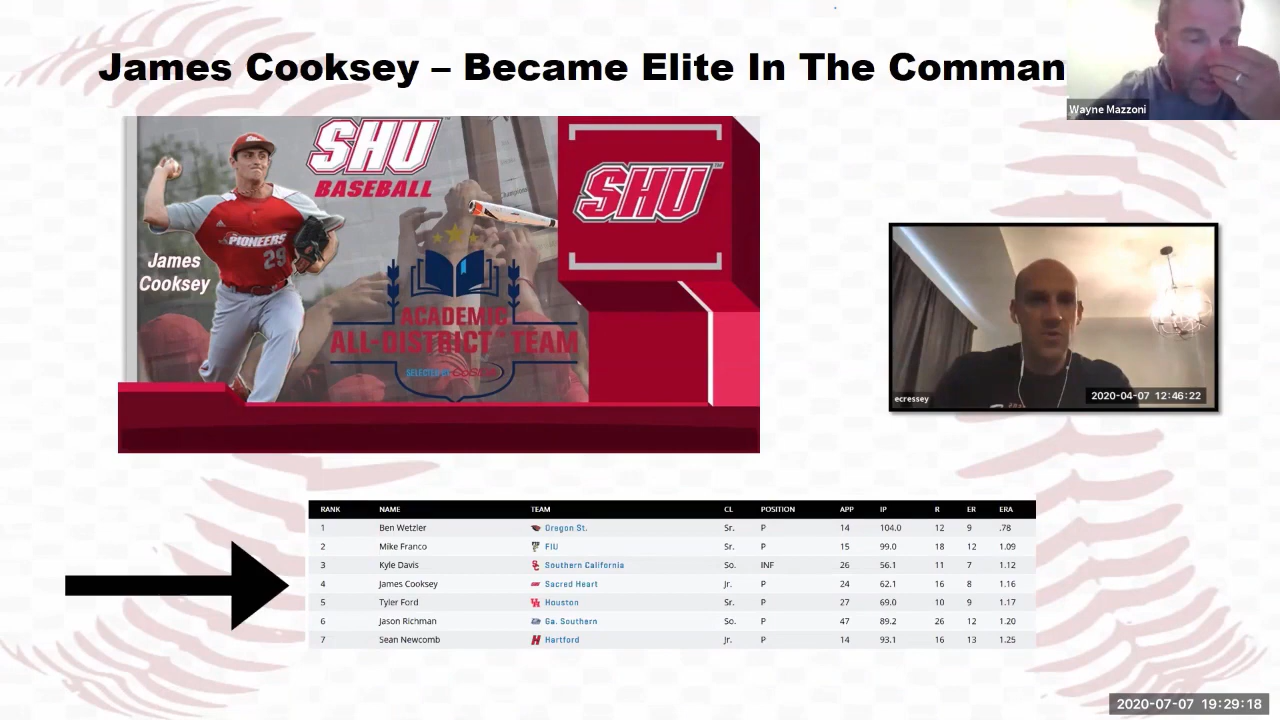 James Cooksey – Became Elite In The Comman
Wayne Mazzoni
SHU
BASEBALL
SHU
PIONEERS
29
James
Cooksey
ACADEMIC
ALL-DISTRICT TEAM
SELECTED BY CoSIDA
ecressey
2020-04-07 12:46:22
RANK NAME TEAM CL POSITION APP IP R ER ERA
1 Ben Wetzler Oregon St. Sr. P 14 104.0 12 9 .78
2 Mike Franco FIU Sr. P 15 99.0 18 12 1.09
3 Kyle Davis Southern California So. INF 26 56.1 11 7 1.12
4 James Cooksey Sacred Heart Jr. P 24 62.1 16 8 1.16
5 Tyler Ford Houston Sr. P 27 69.0 10 9 1.17
6 Jason Richman Ga. Southern So. P 47 89.2 26 12 1.20
7 Sean Newcomb Hartford Jr. P 14 93.1 16 13 1.25
2020-07-07 19:29:18